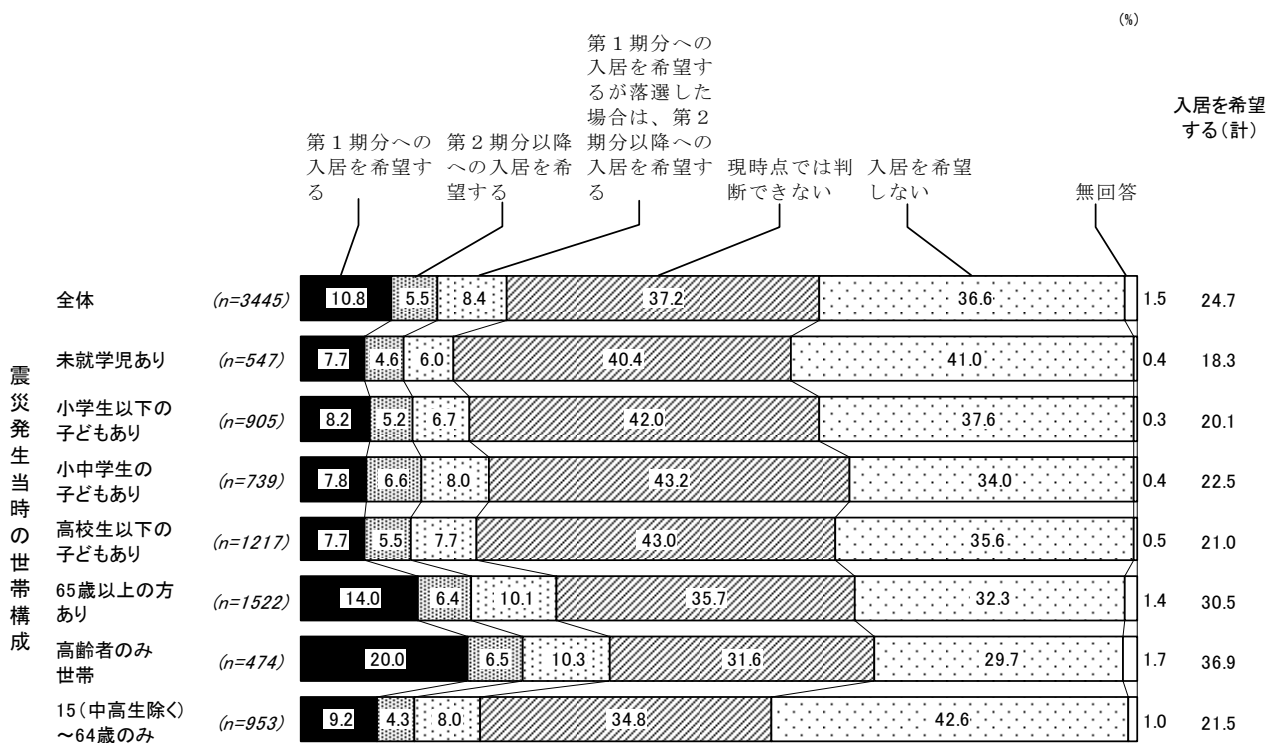 (%)
第１期分への
入居を希望す
る
第２期分以降
への入居を希
望する
第１期分への
入居を希望す
るが落選した
場合は、第２
期分以降への
入居を希望す
る
現時点では判
断できない
入居を希望
しない
無回答
入居を希望
する(計)
震災発生当時の世帯構成
全体 (n=3445) 10.8 5.5 8.4 37.2 36.6 1.5 24.7
未就学児あり (n=547) 7.7 4.6 6.0 40.4 41.0 0.4 18.3
小学生以下の
子どもあり (n=905) 8.2 5.2 6.7 42.0 37.6 0.3 20.1
小中学生の
子どもあり (n=739) 7.8 6.6 8.0 43.2 34.0 0.4 22.5
高校生以下の
子どもあり (n=1217) 7.7 5.5 7.7 43.0 35.6 0.5 21.0
65歳以上の方
あり (n=1522) 14.0 6.4 10.1 35.7 32.3 1.4 30.5
高齢者のみ
世帯 (n=474) 20.0 6.5 10.3 31.6 29.7 1.7 36.9
15(中高生除く)
～64歳のみ (n=953) 9.2 4.3 8.0 34.8 42.6 1.0 21.5